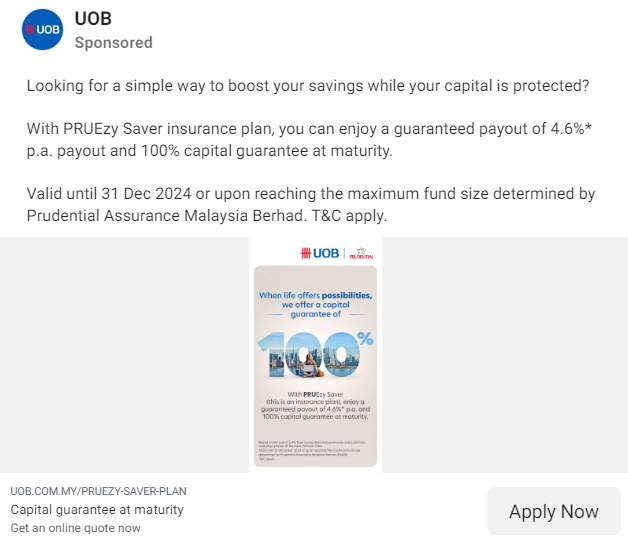 UOB
UOB
Sponsored
Looking for a simple way to boost your savings while your capital is protected?
With PRUEzy Saver insurance plan, you can enjoy a guaranteed payout of 4.6%*
p.a. payout and 100% capital guarantee at maturity.
Valid until 31 Dec 2024 or upon reaching the maximum fund size determined by
Prudential Assurance Malaysia Berhad. T&C apply.
UOB
PRUDENTIAL
When life offers possibilities,
we offer a capital
guarantee of
100%
With PRUEzy Saver
(this is an insurance plan), enjoy a
guaranteed payout of 4.6%* p.a. and
100% capital guarantee at maturity.
UOB.COM.MY/PRUEZY-SAVER-PLAN
Capital guarantee at maturity
Get an online quote now
Apply Now